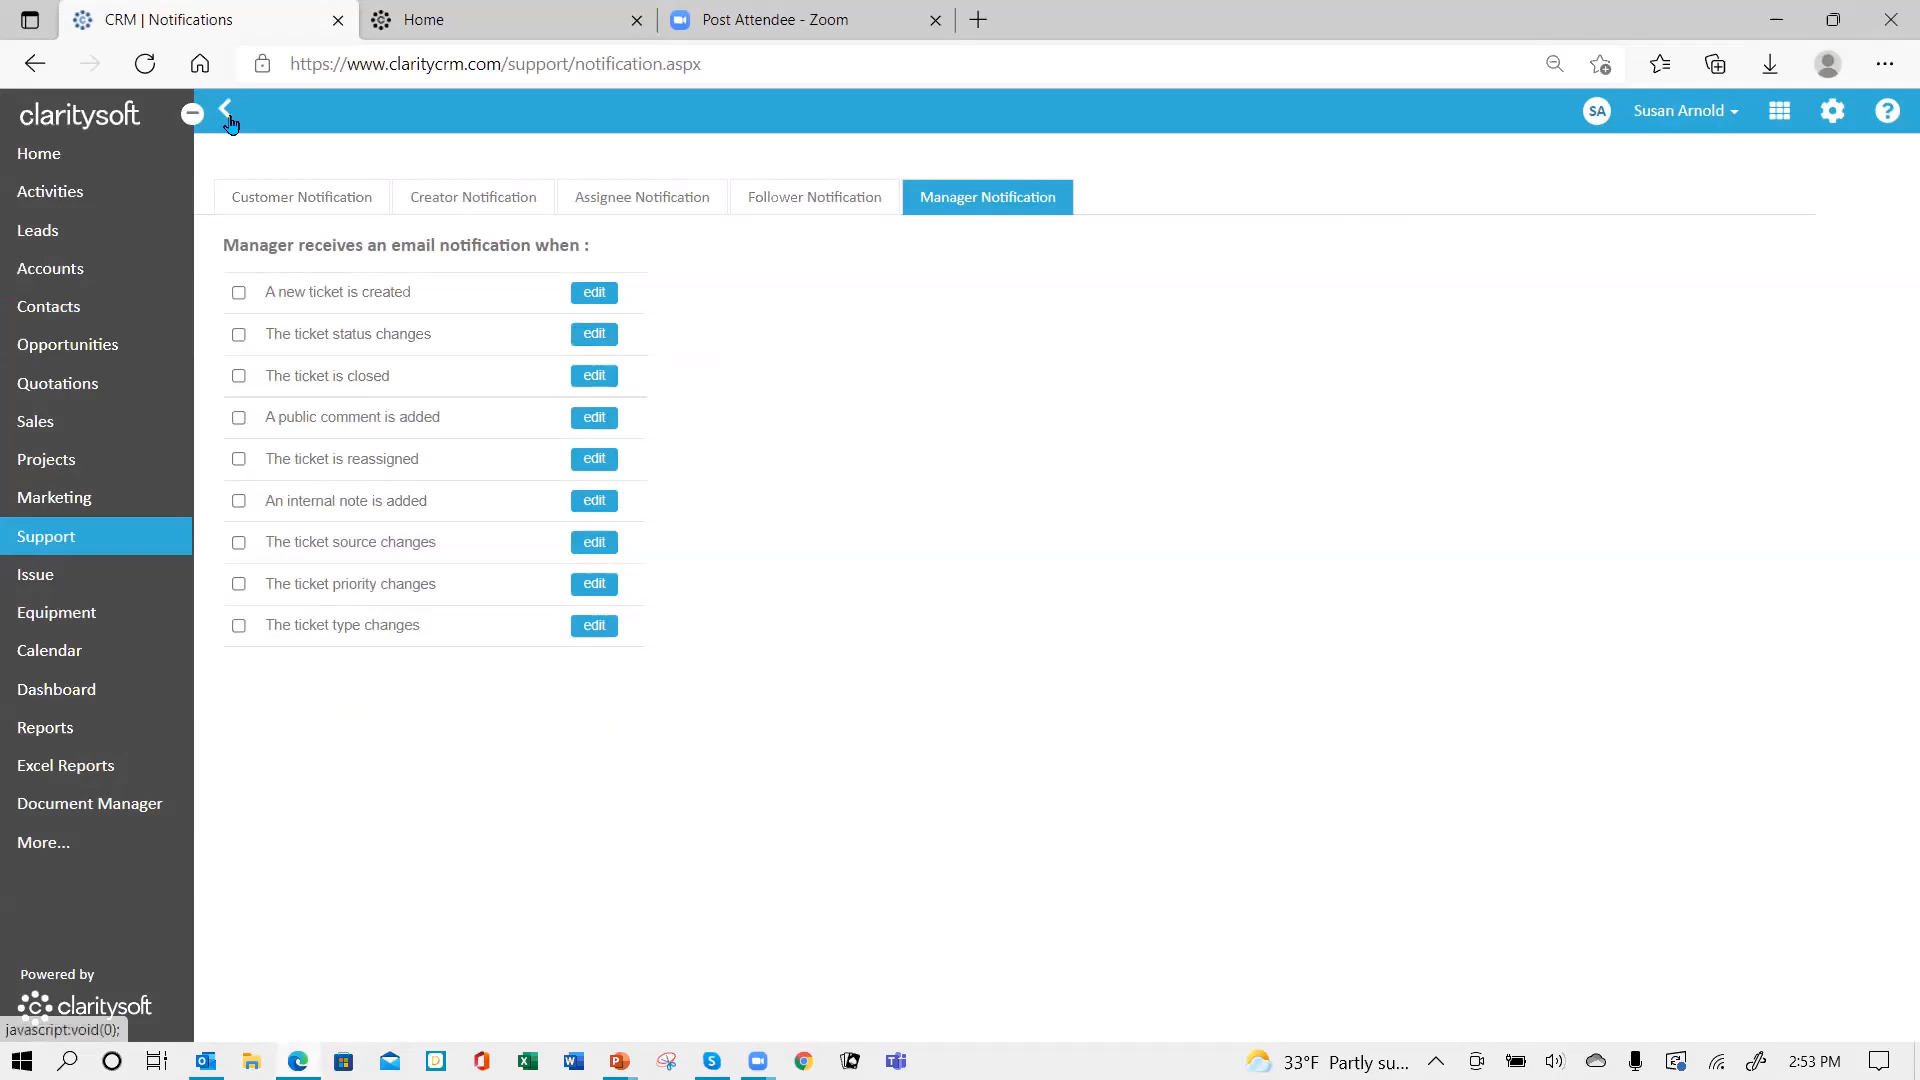 CRM | Notifications
Home
Post Attendee - Zoom
https://www.claritycrm.com/support/notification.aspx
claritysoft
SA
Susan Arnold
?
Home
Activities
Leads
Accounts
Contacts
Opportunities
Quotations
Sales
Projects
Marketing
Support
Issue
Equipment
Calendar
Dashboard
Reports
Excel Reports
Document Manager
More...
Powered by
claritysoft
javascript:void(0);
Customer Notification
Creator Notification
Assignee Notification
Follower Notification
Manager Notification
Manager receives an email notification when :
A new ticket is created edit
The ticket status changes edit
The ticket is closed edit
A public comment is added edit
The ticket is reassigned edit
An internal note is added edit
The ticket source changes edit
The ticket priority changes edit
The ticket type changes edit
33°F Partly su...
2:53 PM